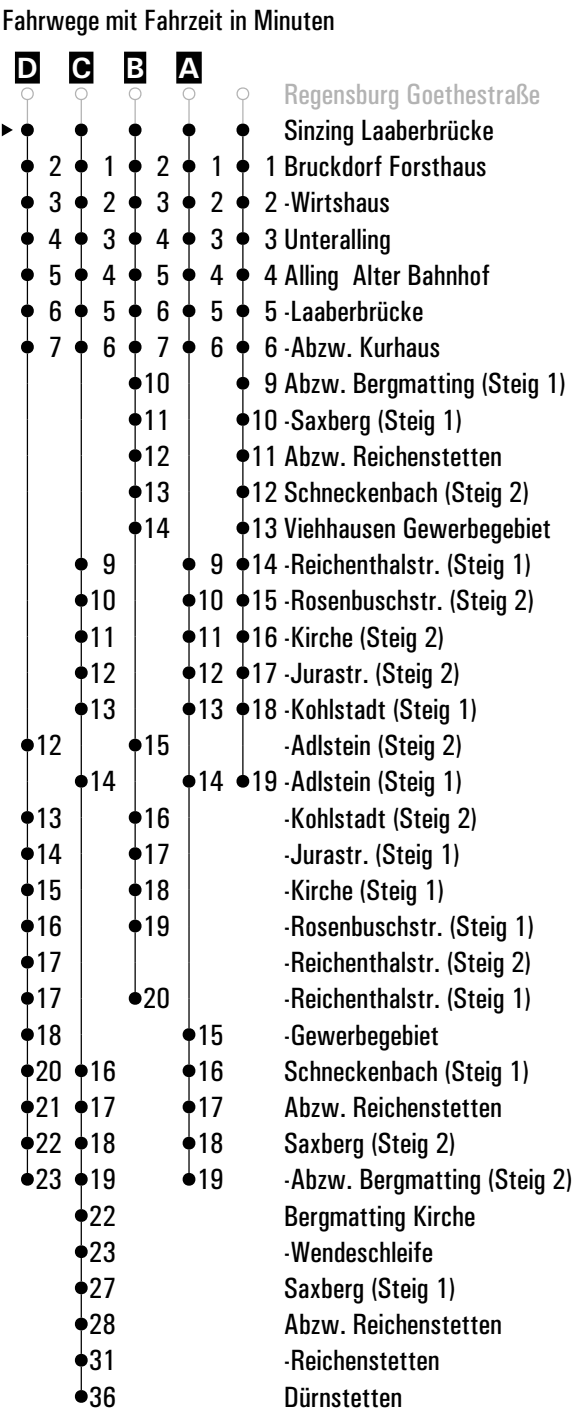 Fahrwege mit Fahrzeit in Minuten
D C B A
Regensburg Goethestraße
Sinzing Laaberbrücke
2 1 2 1 1 Bruckdorf Forsthaus
3 2 3 2 2 -Wirtshaus
4 3 4 3 3 Unteralling
5 4 5 4 4 Alling Alter Bahnhof
6 5 6 5 5 -Laaberbrücke
7 6 7 6 6 -Abzw. Kurhaus
10 9 Abzw. Bergmatting (Steig 1)
11 10 -Saxberg (Steig 1)
12 11 Abzw. Reichenstetten
13 12 Schneckenbach (Steig 2)
14 13 Viehhausen Gewerbegebiet
9 9 14 -Reichenthalstr. (Steig 1)
10 10 15 -Rosenbuschstr. (Steig 2)
11 11 16 -Kirche (Steig 2)
12 12 17 -Jurastr. (Steig 2)
13 13 18 -Kohlstadt (Steig 1)
12 15 -Adlstein (Steig 2)
14 14 19 -Adlstein (Steig 1)
13 16 -Kohlstadt (Steig 2)
14 17 -Jurastr. (Steig 1)
15 18 -Kirche (Steig 1)
16 19 -Rosenbuschstr. (Steig 1)
17 -Reichenthalstr. (Steig 2)
17 20 -Reichenthalstr. (Steig 1)
18 15 -Gewerbegebiet
20 16 16 Schneckenbach (Steig 1)
21 17 17 Abzw. Reichenstetten
22 18 18 Saxberg (Steig 2)
23 19 19 -Abzw. Bergmatting (Steig 2)
22 Bergmatting Kirche
23 -Wendeschleife
27 Saxberg (Steig 1)
28 Abzw. Reichenstetten
31 -Reichenstetten
36 Dürnstetten